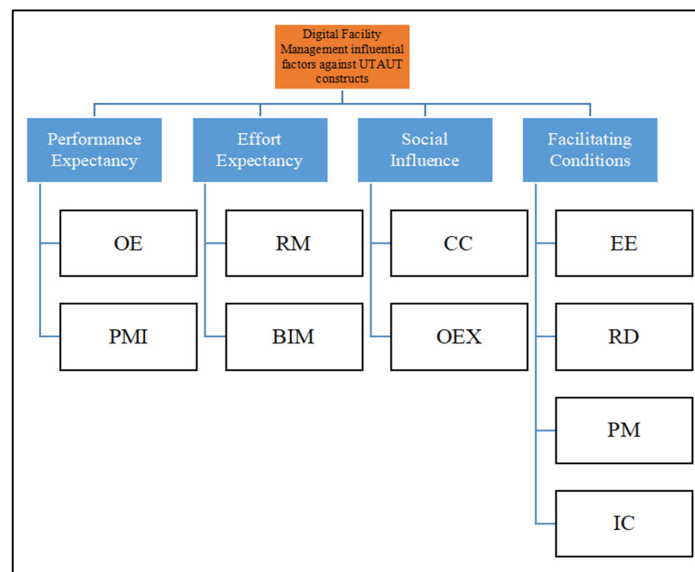 Digital Facility
Management influential
factors against UTAUT
constructs
Performance
Expectancy
Effort
Expectancy
Social
Influence
Facilitating
Conditions
OE
RM
CC
EE
PMI
BIM
OEX
RD
PM
IC